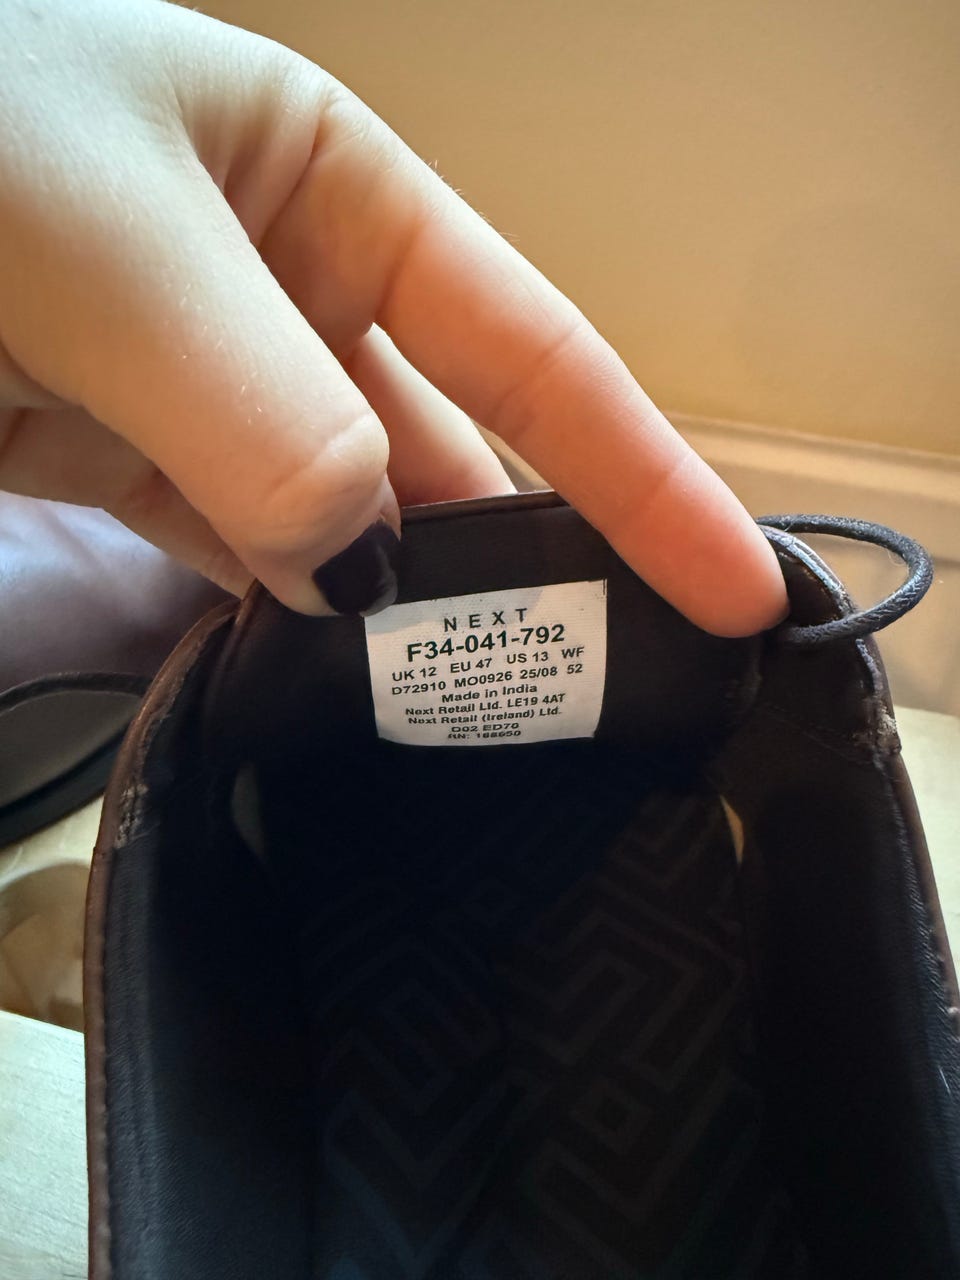 NEXT
F34-041-792
UK 12 EU 47 US 13 WF
D72910 MO0926 25/08 52
Made in India
Next Retail Ltd. LE19 4AT
Next Retail (Ireland) Ltd.
D02 ED70
RN: